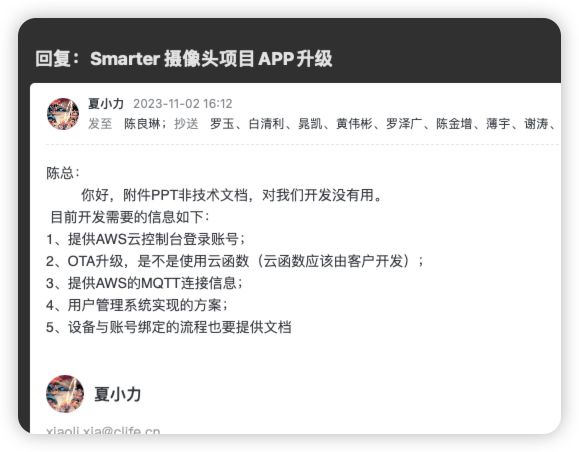 回复：Smarter 摄像头项目APP升级
夏小力 2023-11-02 16:12
发至 陈良琳；抄送 罗玉、白清利、晁凯、黄伟彬、罗泽广、陈金增、薄宇、谢涛、
陈总：
你好，附件PPT非技术文档，对我们开发没有用。
目前开发需要的信息如下：
1、提供AWS云控制台登录账号；
2、OTA升级，是不是使用云函数（云函数应该由客户开发）；
3、提供AWS的MQTT连接信息；
4、用户管理系统实现的方案；
5、设备与账号绑定的流程也要提供文档
夏小力
xiaoli.xia@clife.cn